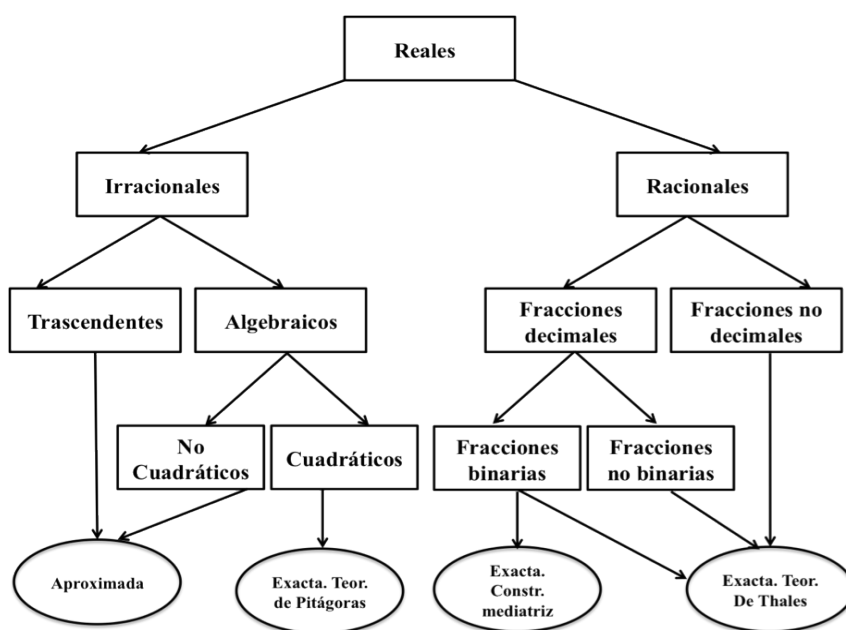 Reales
Irracionales
Racionales
Trascendentes
Algebraicos
Fracciones
decimales
Fracciones no
decimales
No
Cuadráticos
Cuadráticos
Fracciones
binarias
Fracciones
no binarias
Aproximada
Exacta. Teor.
de Pitágoras
Exacta.
Constr.
mediatriz
Exacta. Teor.
De Thales